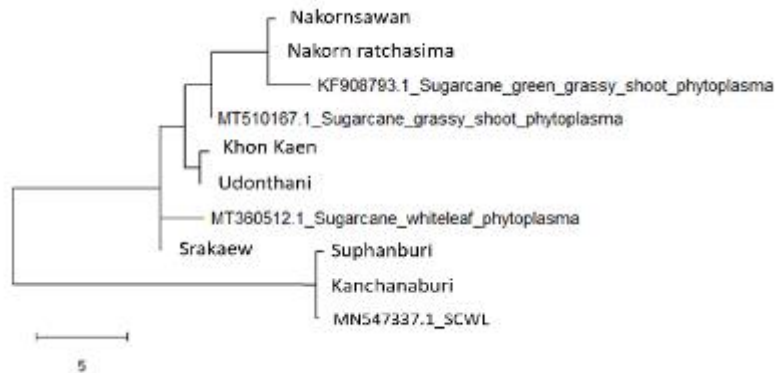 Nakornsawan
Nakorn ratchasima
KF908793.1_Sugarcane_green_grassy_shoot_phytoplasma
MT510167.1_Sugarcane_grassy_shoot_phytoplasma
Khon Kaen
Udonthani
MT360512.1_Sugarcane_whiteleaf_phytoplasma
Srakaew
Suphanburi
Kanchanaburi
MN547337.1_SCWL
5